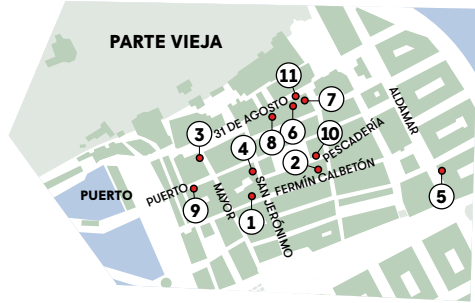 PARTE VIEJA
11
31 DE AGOSTO
7
ALDAMAR
3
4
8
6
10
PESCADERÍA
2
FERMÍN CALBETÓN
PUERTO
PUERTO
MAYOR
SAN JERÓNIMO
5
9
1